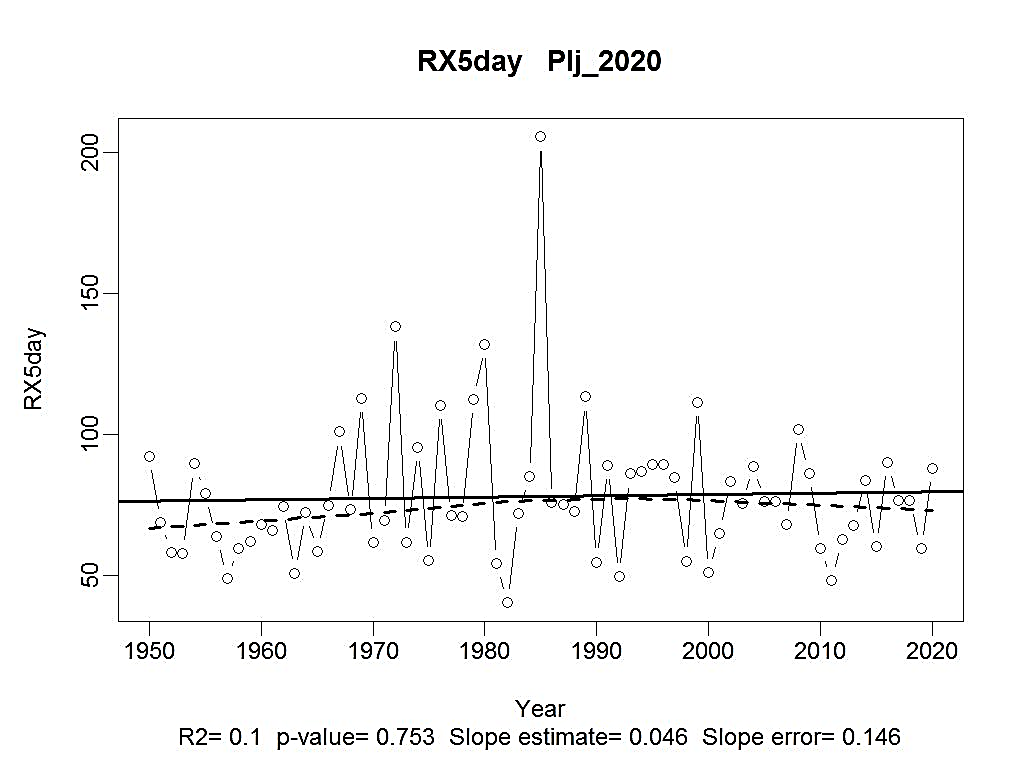 RX5day Plj_2020
200
150
100
50
RX5day
1950 1960 1970 1980 1990 2000 2010 2020
Year
R2= 0.1 p-value= 0.753 Slope estimate= 0.046 Slope error= 0.146